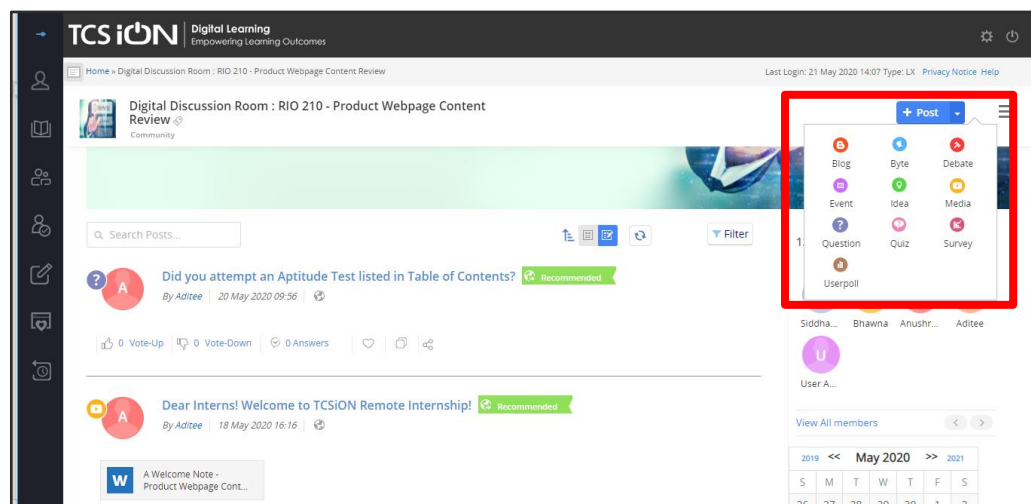 TCS iON
Digital Learning
Empowering Learning Outcomes
Home » Digital Discussion Room : RIO 210 - Product Webpage Content Review
Last Login: 21 May 2020 14:07 Type: LX Privacy Notice Help
Digital Discussion Room : RIO 210 - Product Webpage Content
Review
Community
+ Post
Blog Byte Debate
Event Idea Media
Question Quiz Survey
Userpoll
Search Posts...
Filter
Did you attempt an Aptitude Test listed in Table of Contents? Recommended
By Aditee 20 May 2020 09:56
0 Vote-Up 0 Vote-Down 0 Answers
Dear Interns! Welcome to TCSiON Remote Internship! Recommended
By Aditee 18 May 2020 16:16
W
A Welcome Note -
Product Webpage Cont...
Siddha... Bhawna Anushr... Aditee
U
User A...
View All members
2019 << May 2020 >> 2021
S M T W T F S